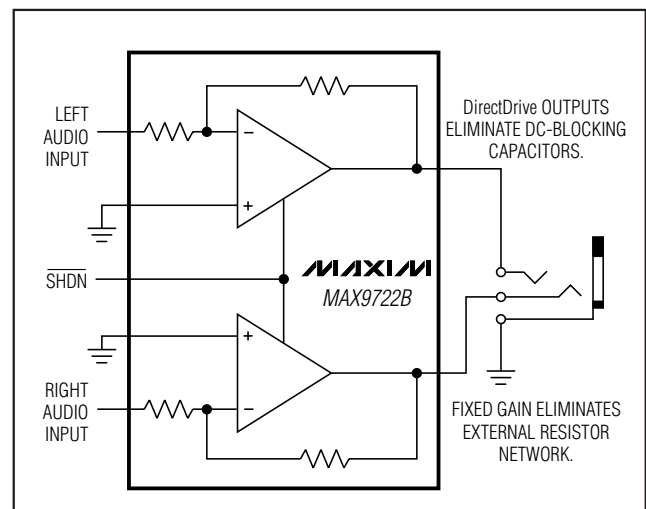 LEFT
AUDIO
INPUT
DirectDrive OUTPUTS
ELIMINATE DC-BLOCKING
CAPACITORS.
−
+
SHDN
MAXIM
MAX9722B
+
−
RIGHT
AUDIO
INPUT
FIXED GAIN ELIMINATES
EXTERNAL RESISTOR
NETWORK.